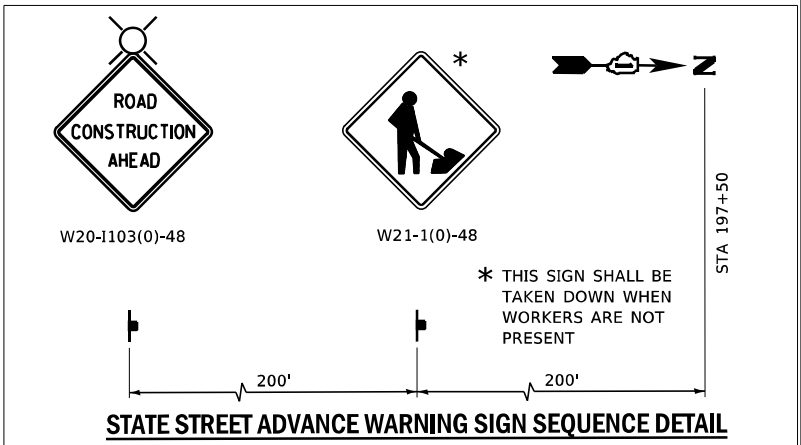 ROAD
CONSTRUCTION
AHEAD
W20-I103(0)-48
*
W21-1(0)-48
N
STA 197+50
* THIS SIGN SHALL BE
TAKEN DOWN WHEN
WORKERS ARE NOT
PRESENT
200'
200'
STATE STREET ADVANCE WARNING SIGN SEQUENCE DETAIL